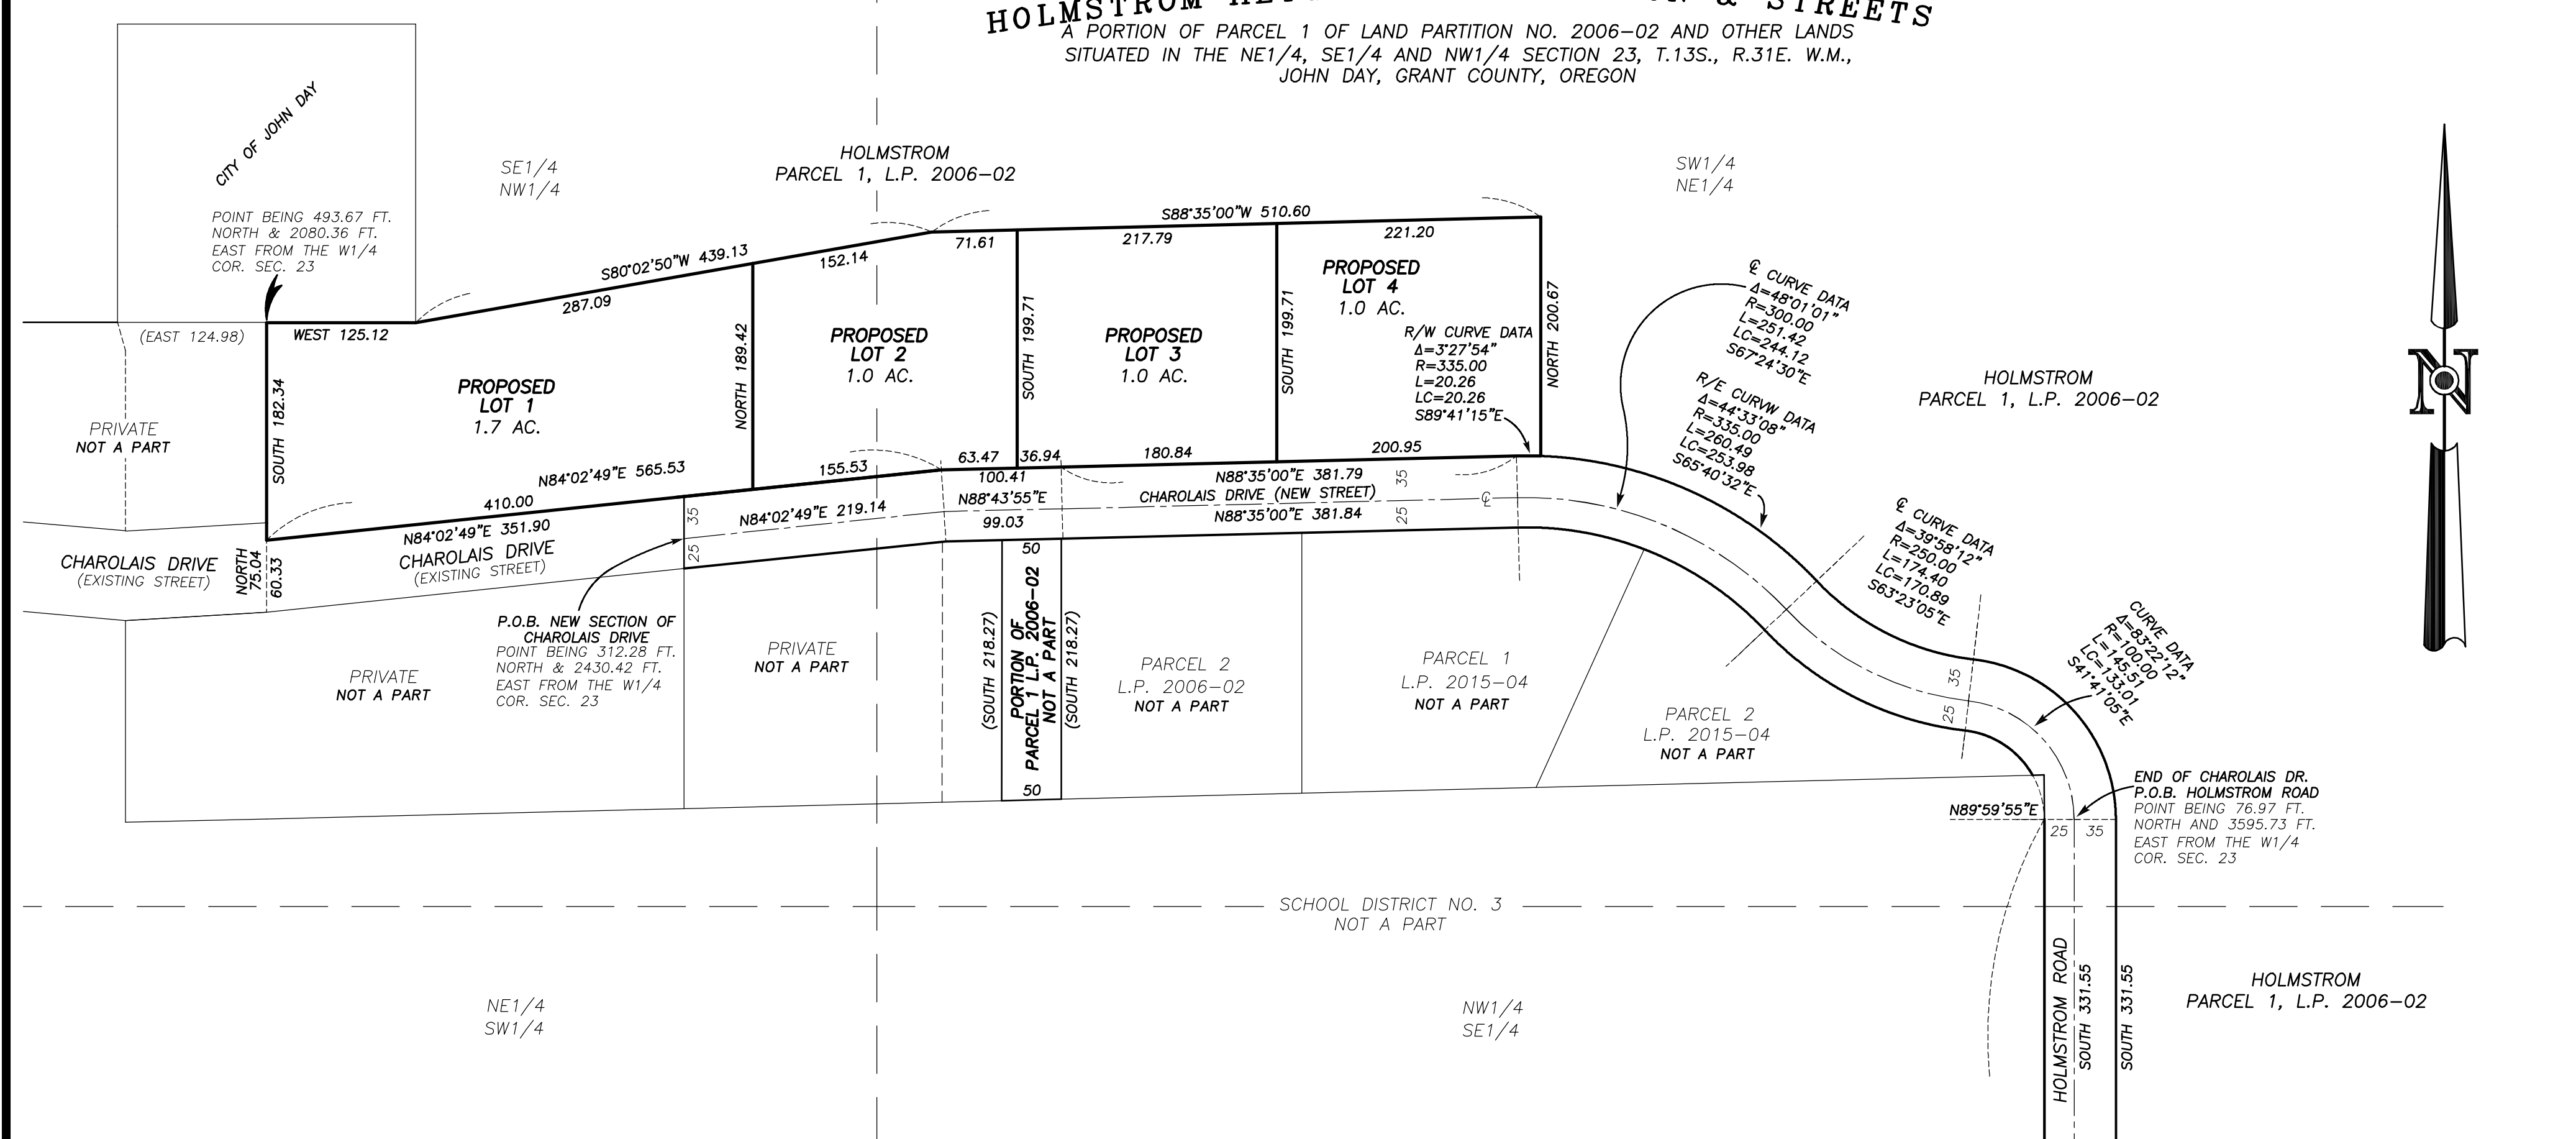 HOLMSTROM
& STREETS
A PORTION OF PARCEL 1 OF LAND PARTITION NO. 2006-02 AND OTHER LANDS
SITUATED IN THE NE1/4, SE1/4 AND NW1/4 SECTION 23, T.13S., R.31E. W.M.,
JOHN DAY, GRANT COUNTY, OREGON
CITY OF JOHN DAY
SE1/4
NW1/4
HOLMSTROM
PARCEL 1, L.P. 2006-02
SW1/4
NE1/4
POINT BEING 493.67 FT.
NORTH & 2080.36 FT.
EAST FROM THE W1/4
COR. SEC. 23
(EAST 124.98)
WEST 125.12
S80°02'50"W 439.13
287.09
152.14
S88°35'00"W 510.60
71.61
217.79
221.20
PRIVATE
NOT A PART
SOUTH 182.34
PROPOSED
LOT 1
1.7 AC.
NORTH 189.42
PROPOSED
LOT 2
1.0 AC.
SOUTH 199.71
PROPOSED
LOT 3
1.0 AC.
SOUTH 199.71
PROPOSED
LOT 4
1.0 AC.
R/W CURVE DATA
Δ=3°27'54"
R=335.00
L=20.26
LC=20.26
S89°41'15"E
NORTH 200.67
℄ CURVE DATA
Δ=48°01'01"
R=300.00
L=251.42
LC=244.12
S67°24'30"E
R/E CURVW DATA
Δ=44°33'08"
R=335.00
L=260.49
LC=253.98
S65°40'32"E
HOLMSTROM
PARCEL 1, L.P. 2006-02
N
N84°02'49"E 565.53
410.00
155.53
63.47
36.94
180.84
200.95
100.41
N88°35'00"E 381.79
35
N84°02'49"E 351.90
CHAROLAIS DRIVE
(EXISTING STREET)
35
25
N84°02'49"E 219.14
N88°43'55"E
99.03
CHAROLAIS DRIVE (NEW STREET)
℄
N88°35'00"E 381.84
25
CHAROLAIS DRIVE
(EXISTING STREET)
NORTH
75.04
60.33
℄ CURVE DATA
Δ=39°58'12"
R=250.00
L=174.40
LC=170.89
S63°23'05"E
CURVE DATA
Δ=83°22'12"
R=100.00
L=145.51
LC=133.01
S41°41'05"E
P.O.B. NEW SECTION OF
CHAROLAIS DRIVE
POINT BEING 312.28 FT.
NORTH & 2430.42 FT.
EAST FROM THE W1/4
COR. SEC. 23
PRIVATE
NOT A PART
PRIVATE
NOT A PART
(SOUTH 218.27)
50
PORTION OF
PARCEL 1 L.P. 2006-02
NOT A PART
50
(SOUTH 218.27)
PARCEL 2
L.P. 2006-02
NOT A PART
PARCEL 1
L.P. 2015-04
NOT A PART
PARCEL 2
L.P. 2015-04
NOT A PART
35
25
N89°59'55"E
25
35
END OF CHAROLAIS DR.
P.O.B. HOLMSTROM ROAD
POINT BEING 76.97 FT.
NORTH AND 3595.73 FT.
EAST FROM THE W1/4
COR. SEC. 23
SCHOOL DISTRICT NO. 3
NOT A PART
NE1/4
SW1/4
NW1/4
SE1/4
HOLMSTROM ROAD
SOUTH 331.55
SOUTH 331.55
HOLMSTROM
PARCEL 1, L.P. 2006-02